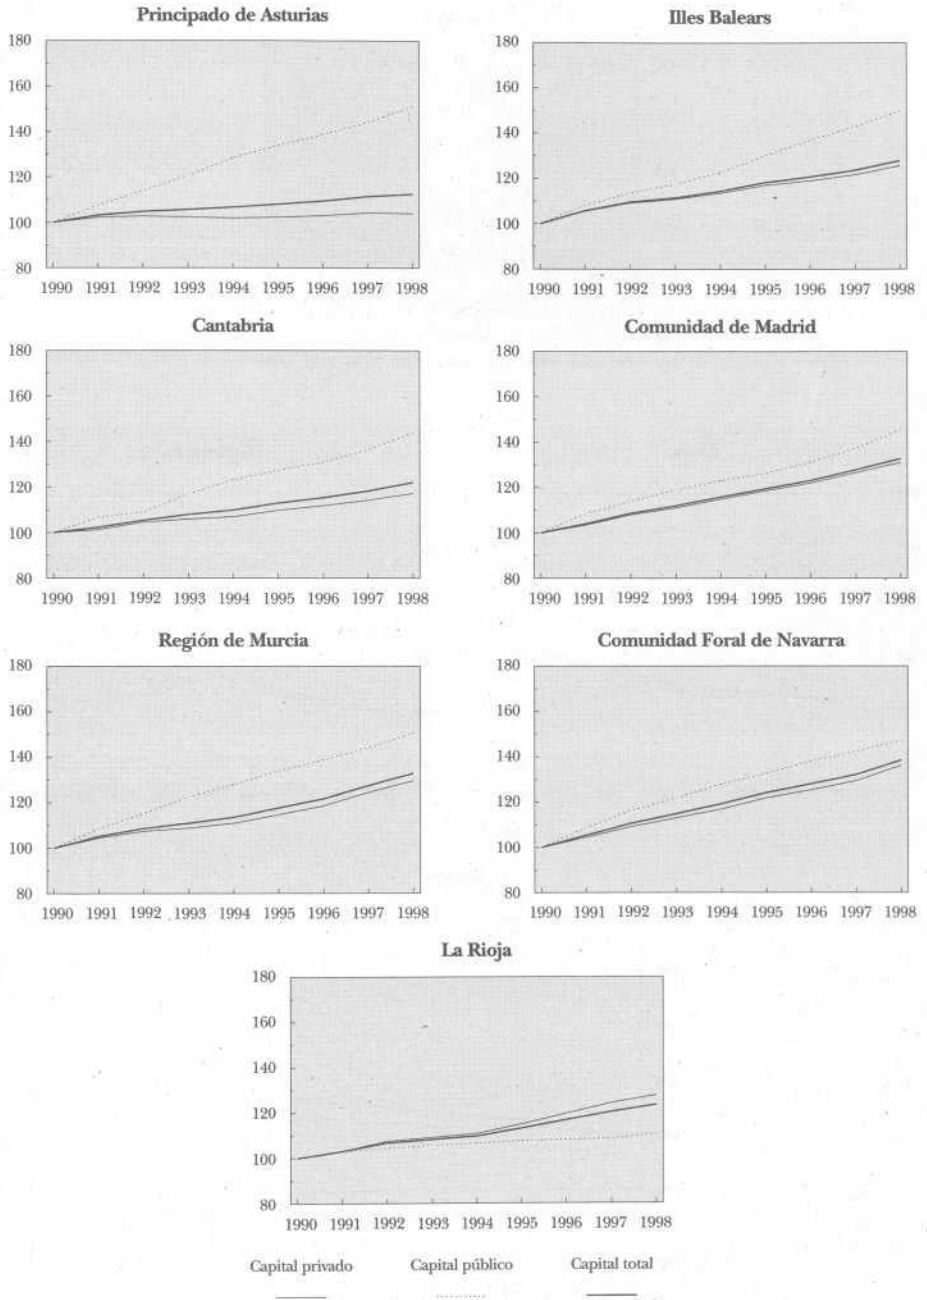 Principado de Asturias
180
160
140
120
100
80
1990 1991 1992 1993 1994 1995 1996 1997 1998
Illes Balears
180
160
140
120
100
80
1990 1991 1992 1993 1994 1995 1996 1997 1998
Cantabria
180
160
140
120
100
80
1990 1991 1992 1993 1994 1995 1996 1997 1998
Comunidad de Madrid
180
160
140
120
100
80
1990 1991 1992 1993 1994 1995 1996 1997 1998
Región de Murcia
180
160
140
120
100
80
1990 1991 1992 1993 1994 1995 1996 1997 1998
Comunidad Foral de Navarra
180
160
140
120
100
80
1990 1991 1992 1993 1994 1995 1996 1997 1998
La Rioja
180
160
140
120
100
80
1990 1991 1992 1993 1994 1995 1996 1997 1998
Capital privado Capital público Capital total